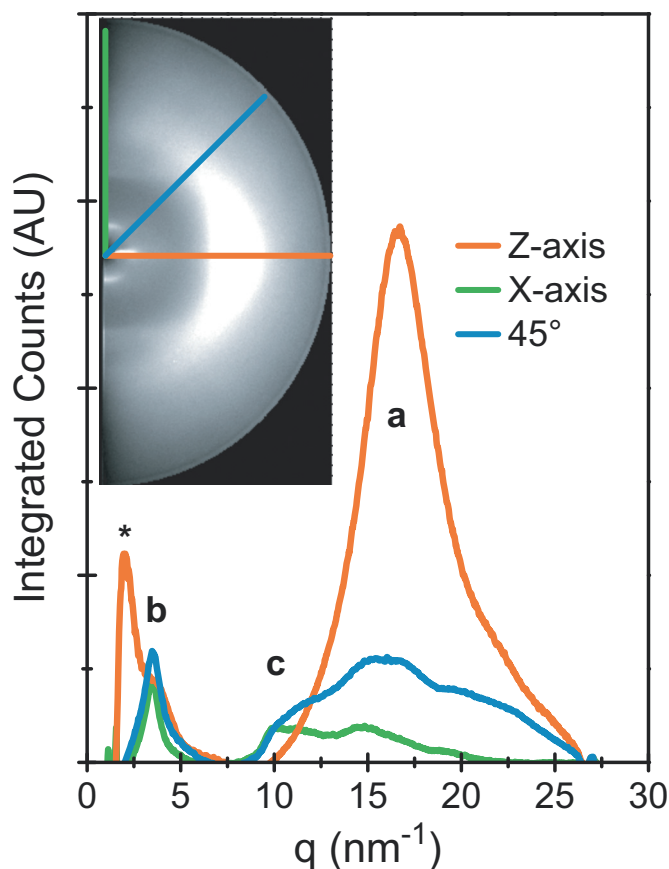 Integrated Counts (AU)
Z-axis
X-axis
45°
a
*
b
c
0 5 10 15 20 25 30
q (nm⁻¹)